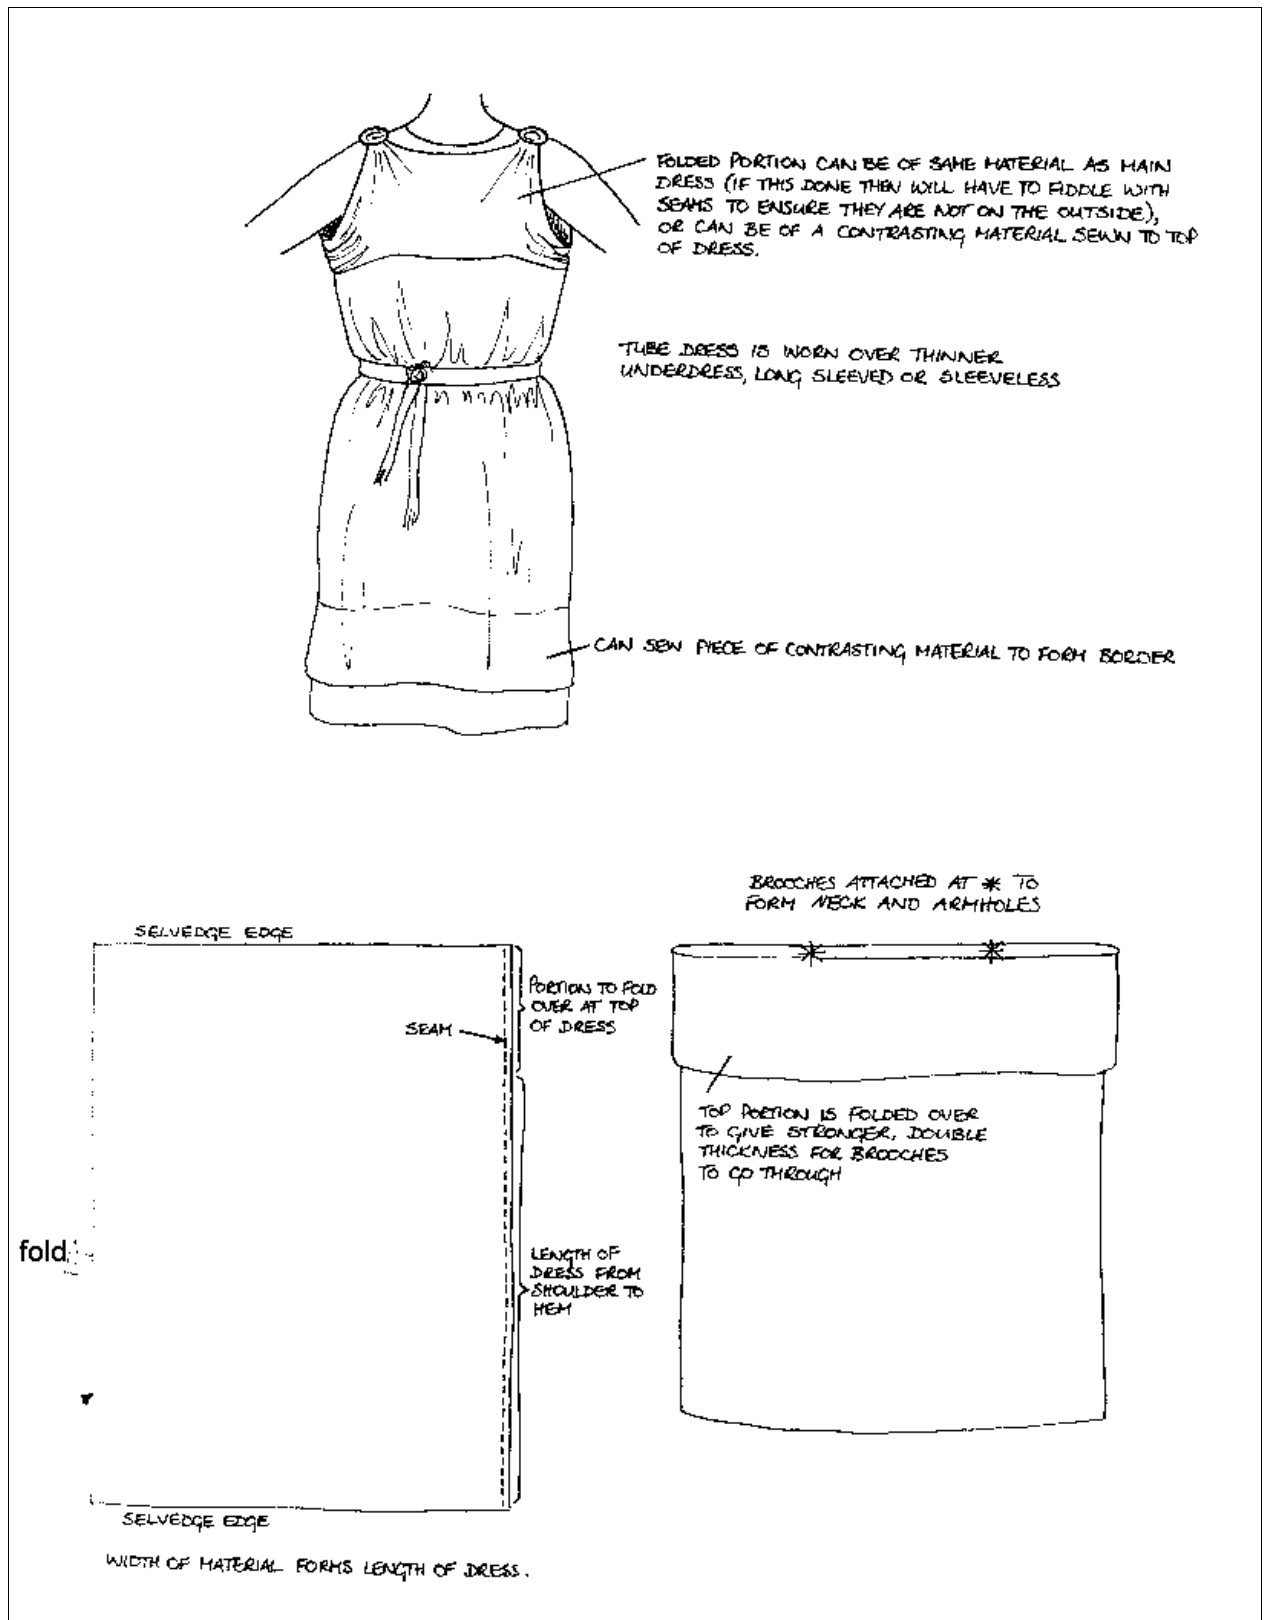 FOLDED PORTION CAN BE OF SAME MATERIAL AS MAIN
DRESS (IF THIS DONE THEN WILL HAVE TO FIDDLE WITH
SEAMS TO ENSURE THEY ARE NOT ON THE OUTSIDE),
OR CAN BE OF A CONTRASTING MATERIAL SEWN TO TOP
OF DRESS.
TUBE DRESS IS WORN OVER THINNER
UNDERDRESS, LONG SLEEVED OR SLEEVELESS
CAN SEW PIECE OF CONTRASTING MATERIAL TO FORM BORDER
BROOCHES ATTACHED AT * TO
FORM NECK AND ARMHOLES
SELVEDGE EDGE
PORTION TO FOLD
OVER AT TOP
OF DRESS
SEAM
TOP PORTION IS FOLDED OVER
TO GIVE STRONGER, DOUBLE
THICKNESS FOR BROOCHES
TO GO THROUGH
fold
LENGTH OF
DRESS FROM
SHOULDER TO
HEM
SELVEDGE EDGE
WIDTH OF MATERIAL FORMS LENGTH OF DRESS.